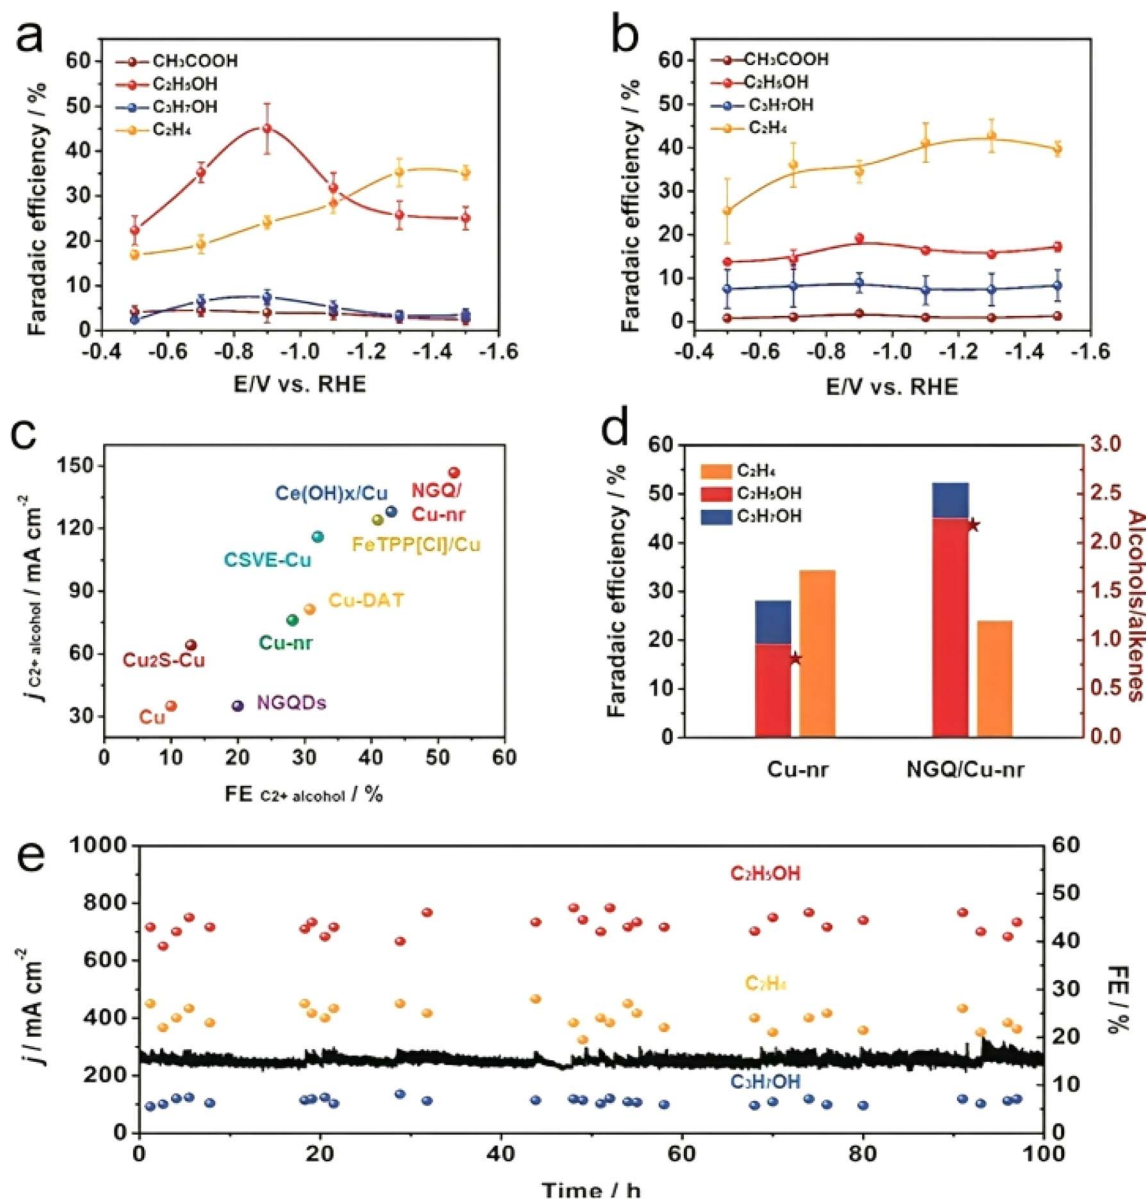 a
CH₃COOH
C₂H₅OH
C₃H₇OH
C₂H₄
60
50
40
30
20
10
0
-0.4 -0.6 -0.8 -1.0 -1.2 -1.4 -1.6
Faradaic efficiency / %
E/V vs. RHE
b
CH₃COOH
C₂H₅OH
C₃H₇OH
C₂H₄
60
50
40
30
20
10
0
-0.4 -0.6 -0.8 -1.0 -1.2 -1.4 -1.6
Faradaic efficiency / %
E/V vs. RHE
c
150
120
90
60
30
j C2+ alcohol / mA cm⁻²
Ce(OH)x/Cu
NGQ/
Cu-nr
FeTPP[Cl]/Cu
CSVE-Cu
Cu-DAT
Cu-nr
Cu₂S-Cu
NGQDs
Cu
0 10 20 30 40 50 60
FE C2+ alcohol / %
d
C₂H₄
C₂H₅OH
C₃H₇OH
60
50
40
30
20
10
0
Faradaic efficiency / %
3.0
2.5
2.0
1.5
1.0
0.5
0.0
Alcohols/alkenes
Cu-nr NGQ/Cu-nr
e
1000
800
600
400
200
0
j / mA cm⁻²
C₂H₅OH
C₂H₄
C₃H₇OH
60
50
40
30
20
10
0
FE / %
0 20 40 60 80 100
Time / h